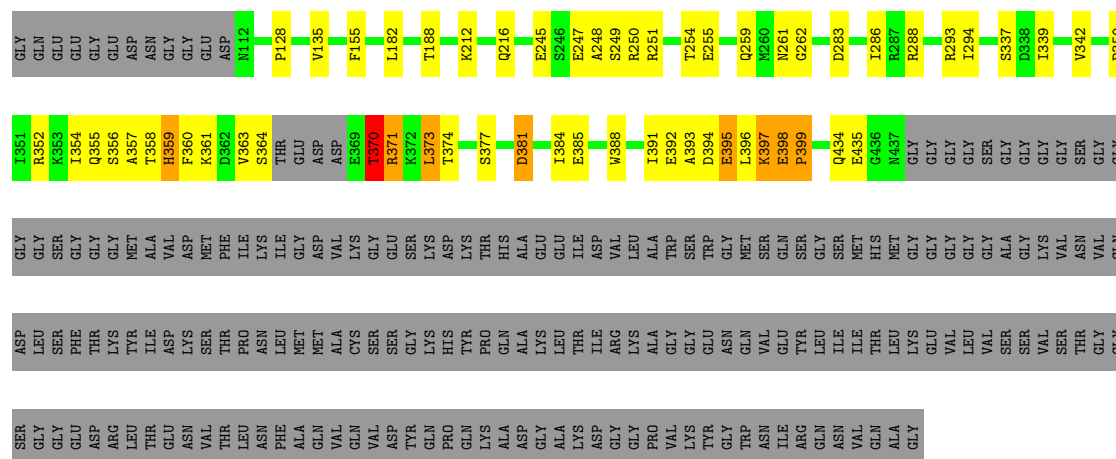 GLY GLN GLU GLU GLY GLU ASP ASN GLY GLY GLU ASP N112 P128 V135 F155 L182 T188 K212 Q216 E245 S246 E247 A248 S249 R250 R251 T254 E255 Q259 M260 N261 G262 D283 I286 R287 R288 R293 I294 S337 D338 I339 V342
I351 R352 K353 I354 Q355 S356 A357 T358 H359 F360 K361 D362 V363 S364 THR GLU ASP ASP E369 T370 R371 K372 L373 T374 S377 D381 I384 E385 W388 I391 E392 A393 D394 E395 L396 K397 E398 P399 Q434 E435 G436 N437 GLY GLY GLY GLY SER GLY GLY GLY GLY SER GLY
GLY GLY SER GLY GLY GLY MET ALA VAL ASP MET PHE ILE LYS ILE GLY ASP VAL LYS GLY GLU SER LYS ASP LYS THR HIS ALA GLU GLU ILE ASP VAL LEU ALA TRP SER TRP GLY MET SER GLN SER GLY SER MET HIS MET GLY GLY GLY GLY GLY ALA GLY LYS VAL ASN VAL GLN
ASP LEU SER PHE THR LYS TYR ILE ASP LYS SER THR PRO ASN LEU MET MET ALA CYS SER SER GLY LYS HIS TYR PRO GLN ALA LYS LEU THR ILE ARG LYS ALA GLY GLY GLU ASN GLN VAL GLU TYR LEU ILE ILE THR LEU LYS GLU VAL LEU VAL SER SER VAL SER THR GLY GLY
SER GLY GLY GLU ASP ARG LEU THR GLU ASN VAL THR LEU ASN PHE ALA GLN VAL GLN VAL ASP TYR GLN PRO GLN LYS ALA ASP GLY ALA LYS ASP GLY GLY PRO VAL LYS TYR GLY TRP ASN ILE ARG GLN ASN VAL GLN ALA GLY